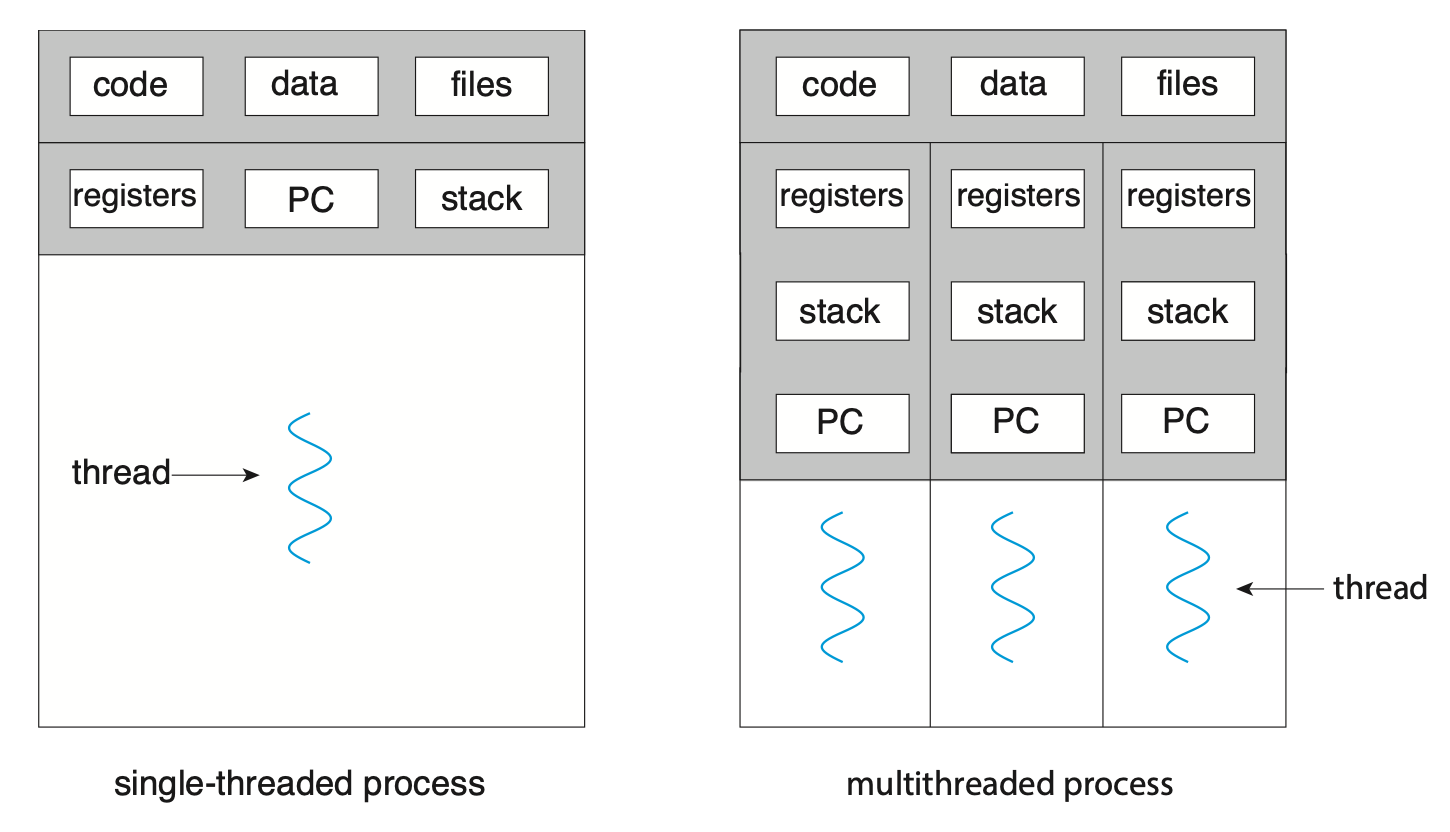 code data files
registers PC stack
thread
single-threaded process
code data files
registers registers registers
stack stack stack
PC PC PC
thread
multithreaded process